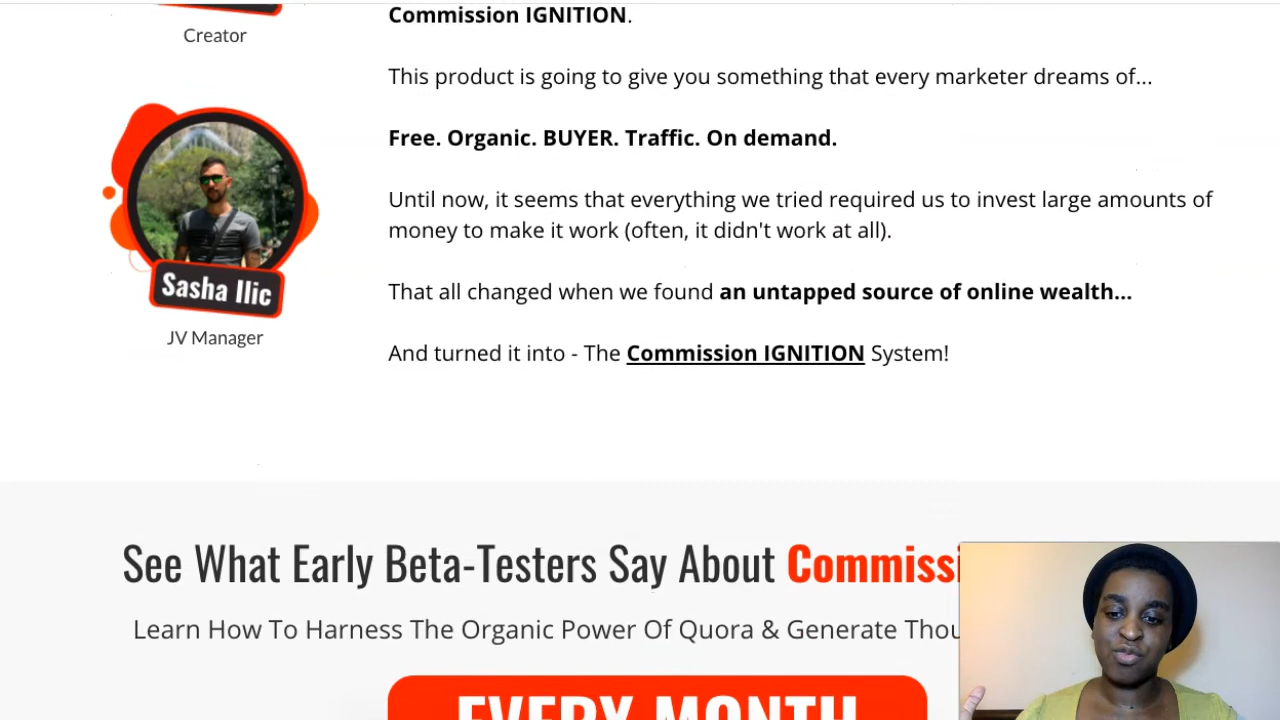 Commission IGNITION.
Creator
This product is going to give you something that every marketer dreams of...
Free. Organic. BUYER. Traffic. On demand.
Until now, it seems that everything we tried required us to invest large amounts of
money to make it work (often, it didn't work at all).
Sasha Ilic
That all changed when we found an untapped source of online wealth...
JV Manager
And turned it into - The Commission IGNITION System!
See What Early Beta-Testers Say About Commissi
Learn How To Harness The Organic Power Of Quora & Generate Thou
EVERY MONTH